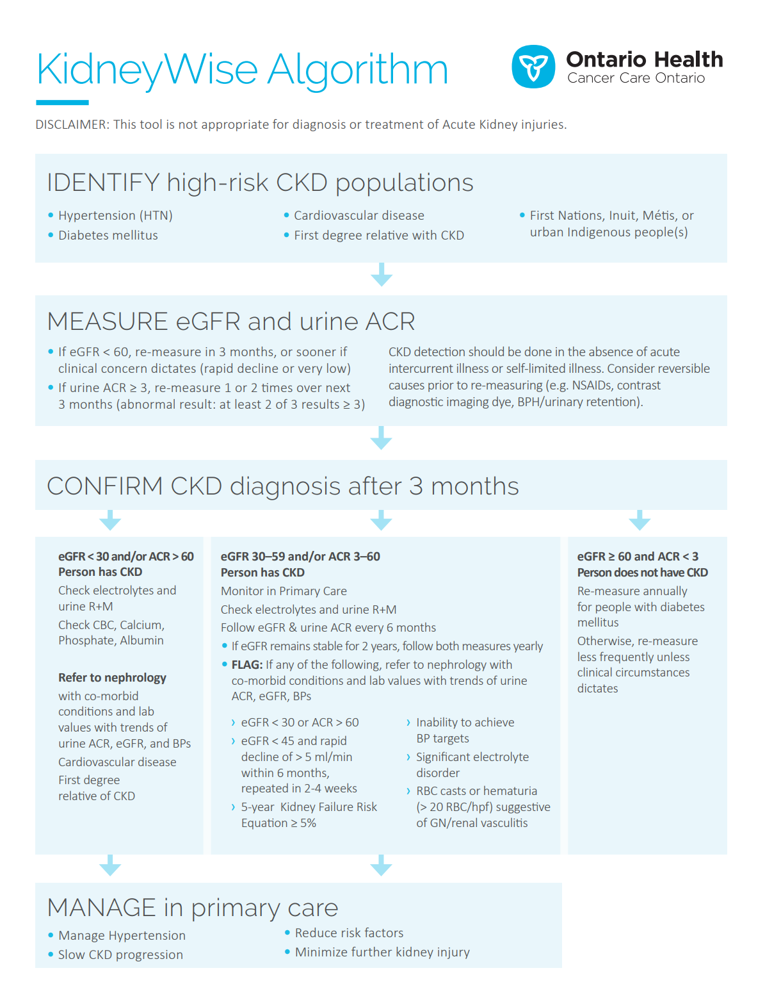 KidneyWise Algorithm
Ontario Health
Cancer Care Ontario
DISCLAIMER: This tool is not appropriate for diagnosis or treatment of Acute Kidney injuries.
IDENTIFY high-risk CKD populations
• Hypertension (HTN)
• Diabetes mellitus
• Cardiovascular disease
• First degree relative with CKD
• First Nations, Inuit, Métis, or
urban Indigenous people(s)
MEASURE eGFR and urine ACR
• If eGFR < 60, re-measure in 3 months, or sooner if
clinical concern dictates (rapid decline or very low)
• If urine ACR ≥ 3, re-measure 1 or 2 times over next
3 months (abnormal result: at least 2 of 3 results ≥ 3)
CKD detection should be done in the absence of acute
intercurrent illness or self-limited illness. Consider reversible
causes prior to re-measuring (e.g. NSAIDs, contrast
diagnostic imaging dye, BPH/urinary retention).
CONFIRM CKD diagnosis after 3 months
eGFR < 30 and/or ACR > 60
Person has CKD
Check electrolytes and
urine R+M
Check CBC, Calcium,
Phosphate, Albumin
Refer to nephrology
with co-morbid
conditions and lab
values with trends of
urine ACR, eGFR, and BPs
Cardiovascular disease
First degree
relative of CKD
eGFR 30–59 and/or ACR 3–60
Person has CKD
Monitor in Primary Care
Check electrolytes and urine R+M
Follow eGFR & urine ACR every 6 months
• If eGFR remains stable for 2 years, follow both measures yearly
• FLAG: If any of the following, refer to nephrology with
co-morbid conditions and lab values with trends of urine
ACR, eGFR, BPs
› eGFR < 30 or ACR > 60
› eGFR < 45 and rapid
decline of > 5 ml/min
within 6 months,
repeated in 2-4 weeks
› 5-year Kidney Failure Risk
Equation ≥ 5%
› Inability to achieve
BP targets
› Significant electrolyte
disorder
› RBC casts or hematuria
(> 20 RBC/hpf) suggestive
of GN/renal vasculitis
eGFR ≥ 60 and ACR < 3
Person does not have CKD
Re-measure annually
for people with diabetes
mellitus
Otherwise, re-measure
less frequently unless
clinical circumstances
dictates
MANAGE in primary care
• Manage Hypertension
• Slow CKD progression
• Reduce risk factors
• Minimize further kidney injury